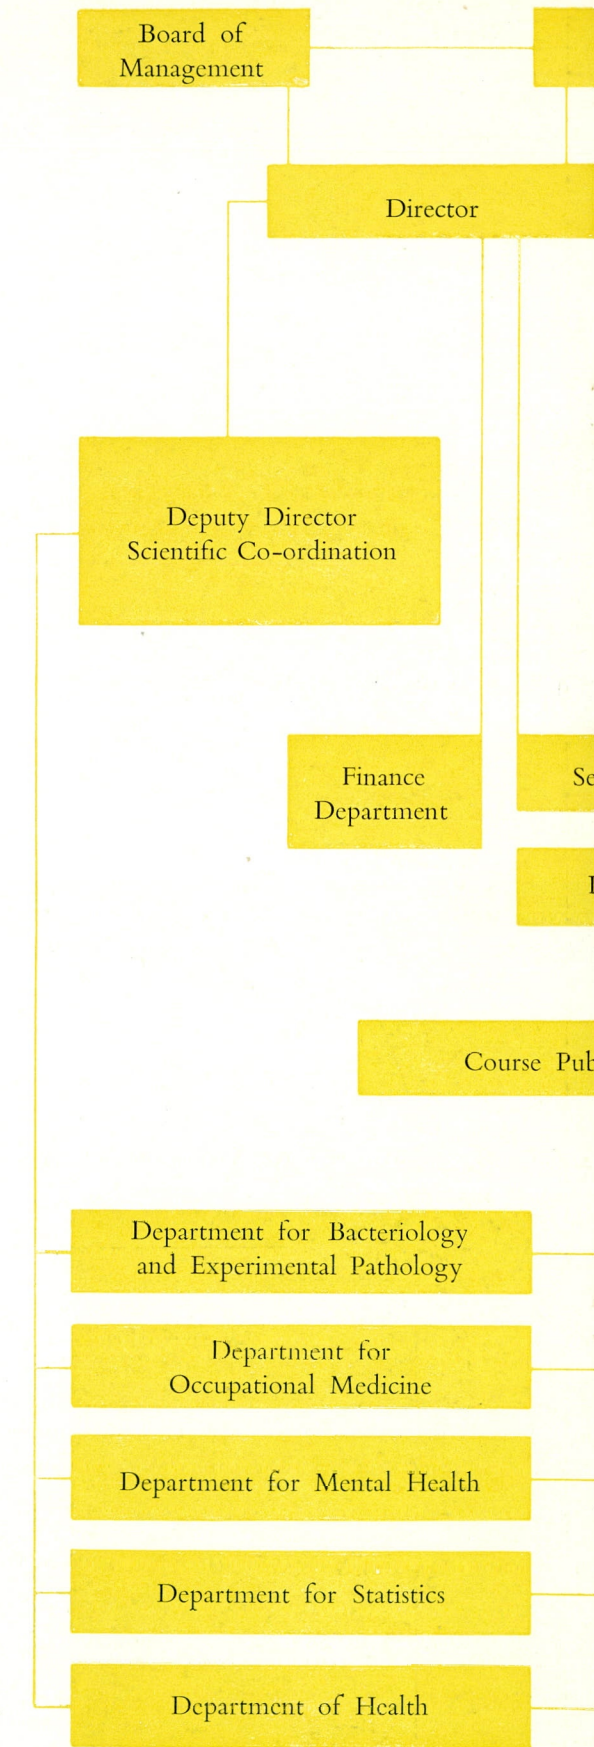 Board of
Management
Director
Deputy Director
Scientific Co-ordination
Finance
Department
Course
Department for Bacteriology
and Experimental Pathology
Department for
Occupational Medicine
Department for Mental Health
Department for Statistics
Department of Health